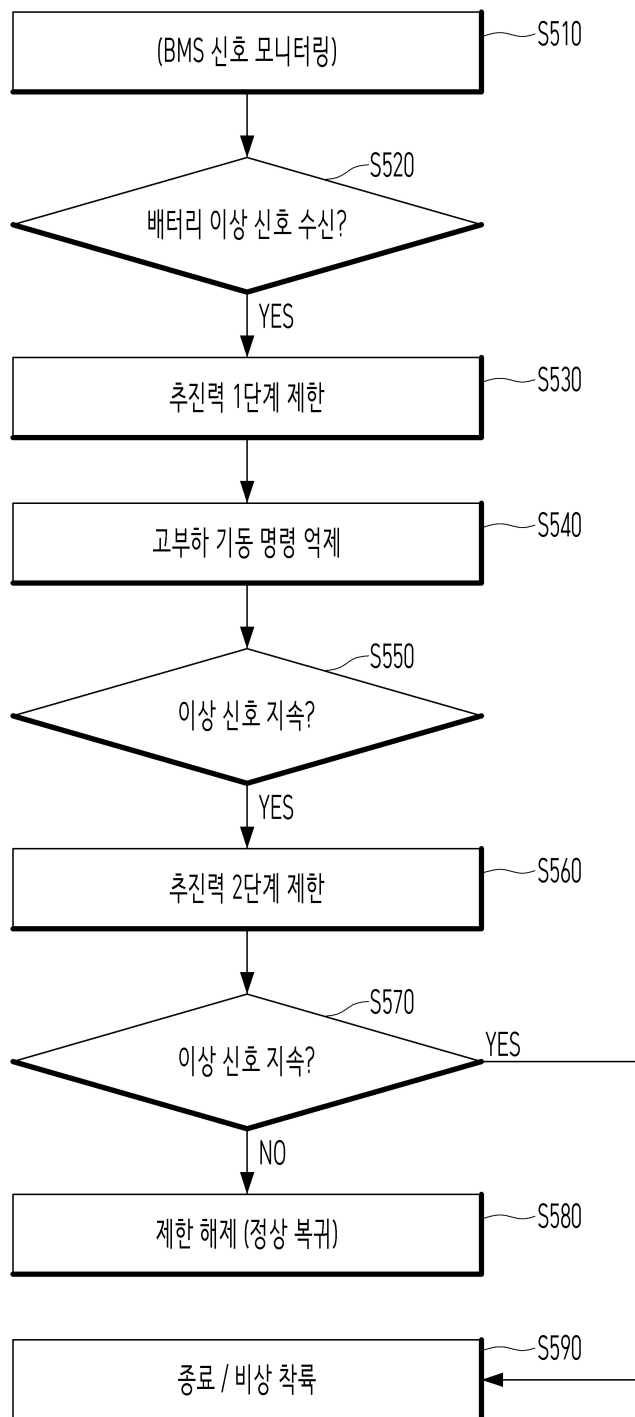 (BMS 신호 모니터링)
S510
S520
배터리 이상 신호 수신?
YES
추진력 1단계 제한
S530
고부하 기동 명령 억제
S540
S550
이상 신호 지속?
YES
추진력 2단계 제한
S560
S570
이상 신호 지속?
YES
NO
제한 해제 (정상 복귀)
S580
종료 / 비상 착륙
S590